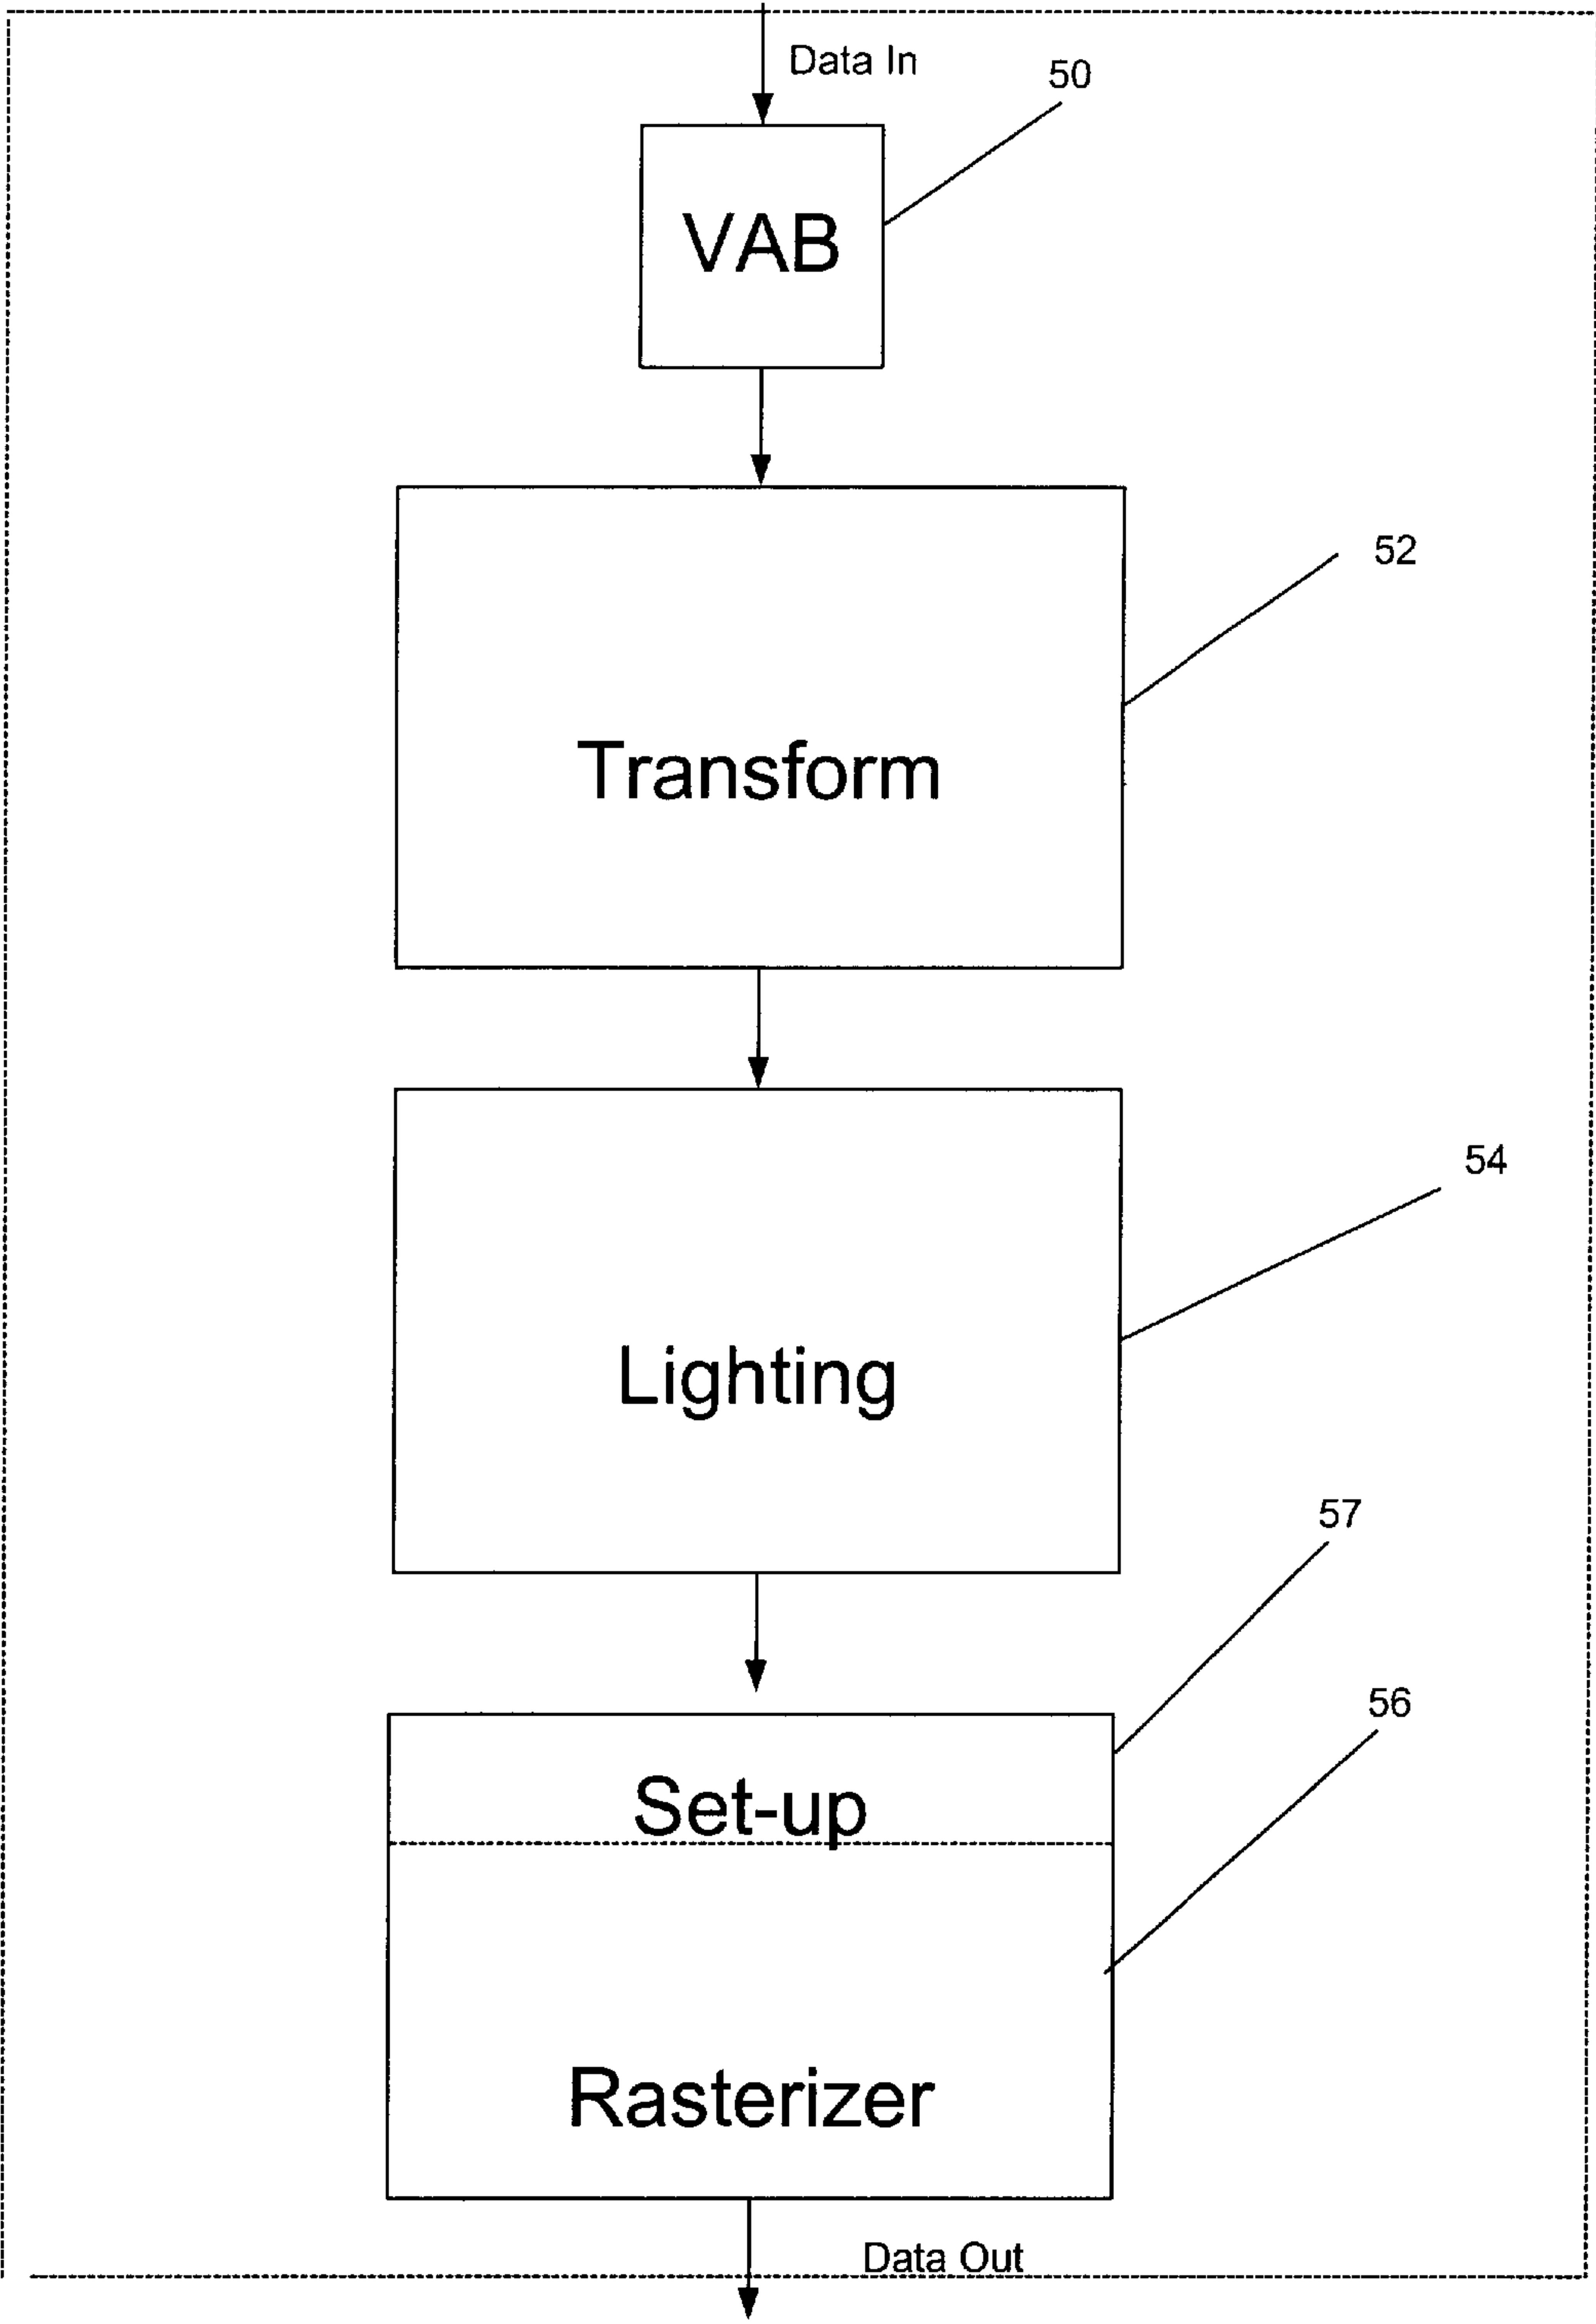 Data In
50
VAB
52
Transform
54
Lighting
57
56
Set-up
Rasterizer
Data Out